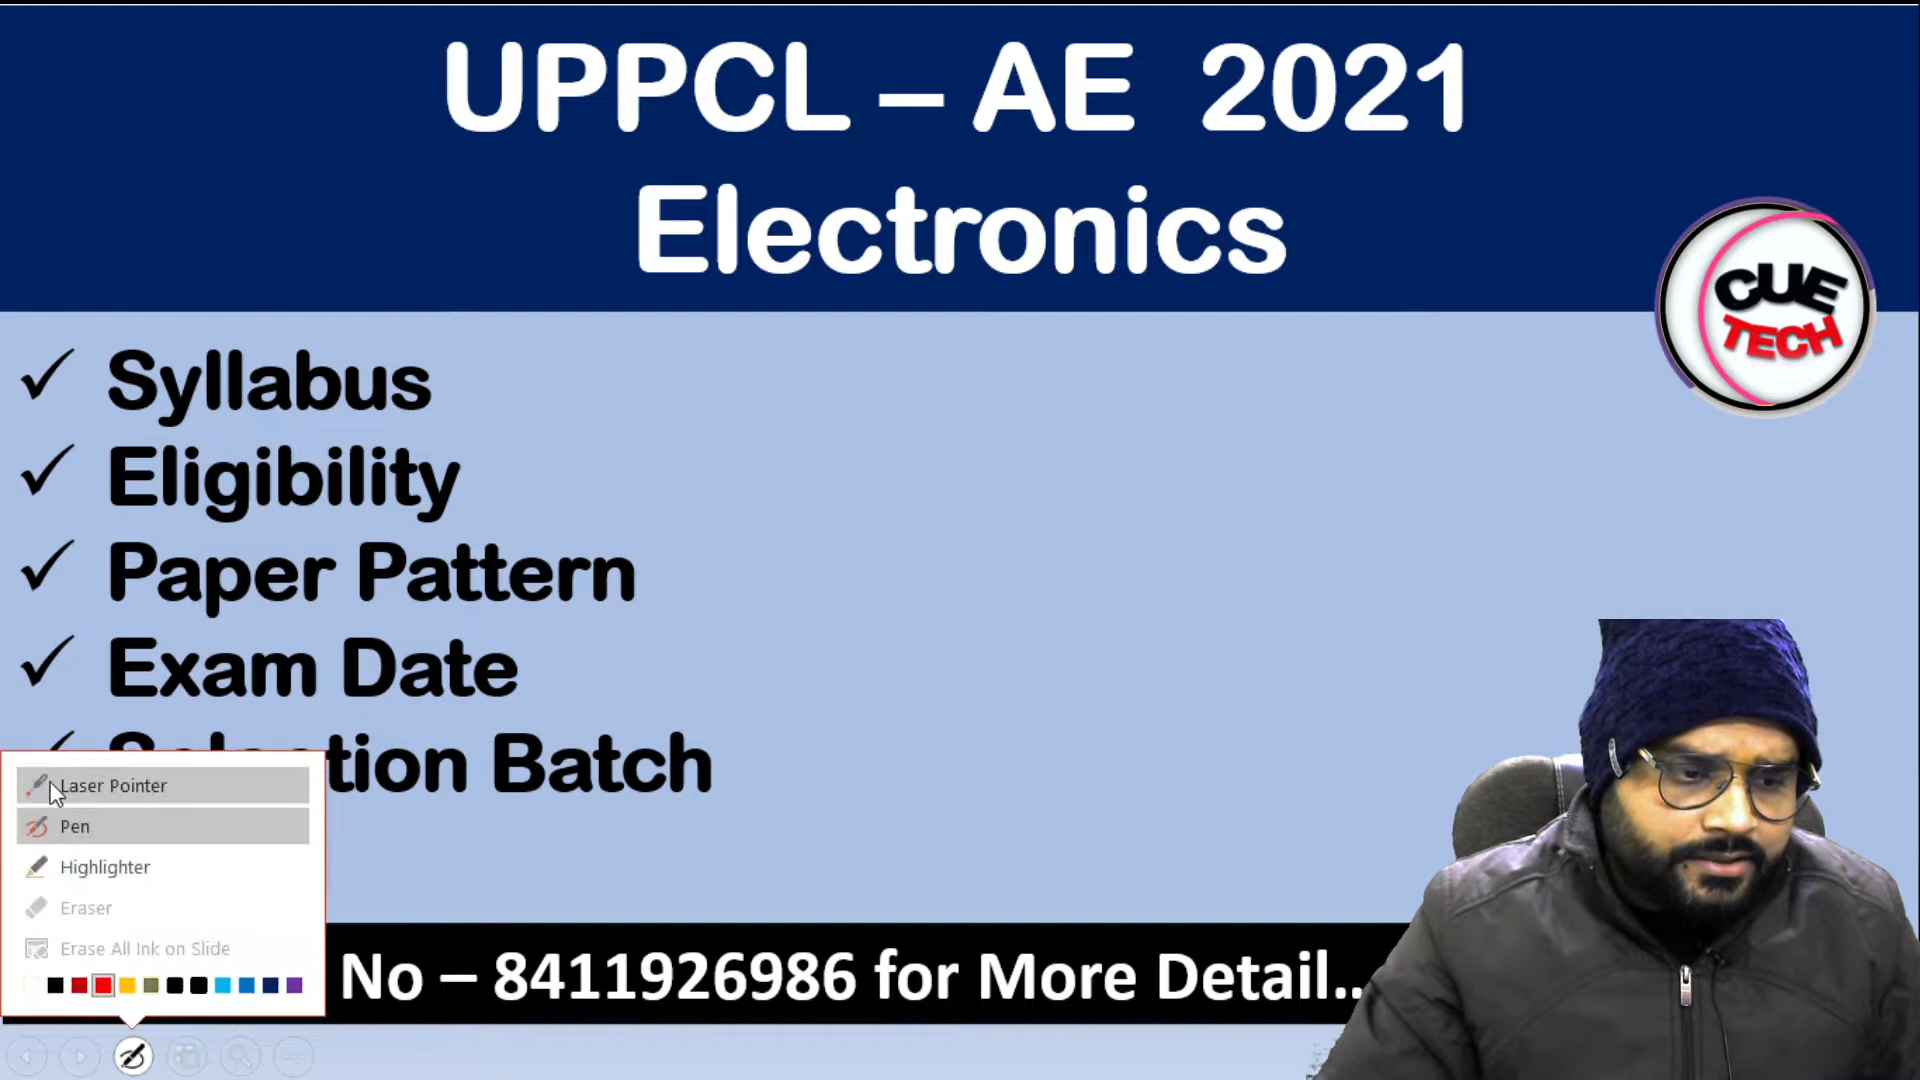 UPPCL – AE 2021
Electronics
CUE
TECH
✓ Syllabus
✓ Eligibility
✓ Paper Pattern
✓ Exam Date
Selection Batch
Laser Pointer
Pen
Highlighter
Eraser
Erase All Ink on Slide
No – 8411926986 for More Detail..